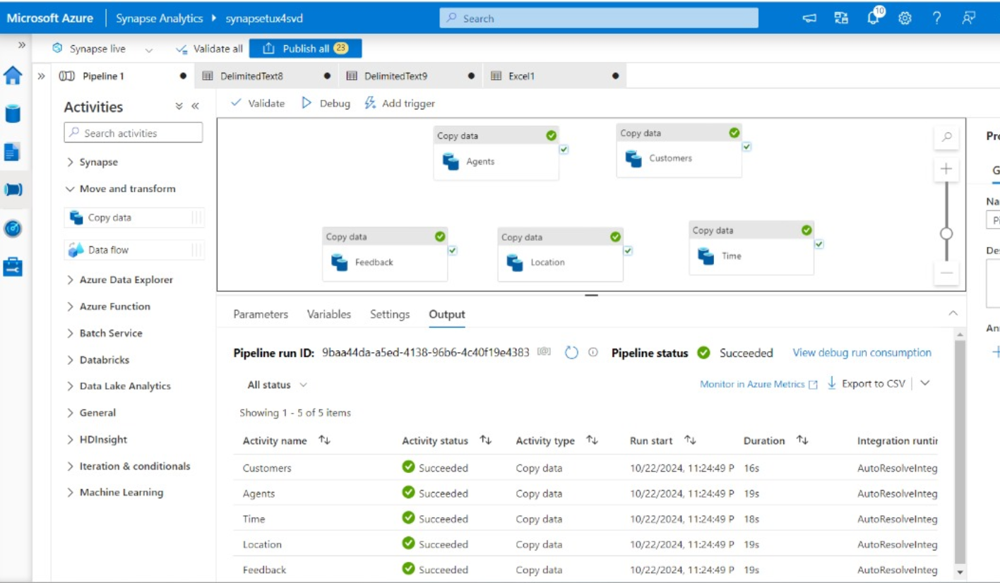 Microsoft Azure Synapse Analytics synapsetux4svd Search 10
Synapse live Validate all Publish all 23
Pipeline 1 DelimitedText8 DelimitedText9 Excel1
Activities
Search activities
Synapse
Move and transform
Copy data
Data flow
Azure Data Explorer
Azure Function
Batch Service
Databricks
Data Lake Analytics
General
HDInsight
Iteration & conditionals
Machine Learning
Validate Debug Add trigger
Copy data
Agents
Copy data
Customers
Copy data
Feedback
Copy data
Location
Copy data
Time
Parameters Variables Settings Output
Pipeline run ID: 9baa44da-a5ed-4138-96b6-4c40f19e4383 Pipeline status Succeeded View debug run consumption
All status Monitor in Azure Metrics Export to CSV
Showing 1 - 5 of 5 items
Activity name Activity status Activity type Run start Duration Integration runtir
Customers Succeeded Copy data 10/22/2024, 11:24:49 P 16s AutoResolveInteg
Agents Succeeded Copy data 10/22/2024, 11:24:49 P 19s AutoResolveInteg
Time Succeeded Copy data 10/22/2024, 11:24:49 P 18s AutoResolveInteg
Location Succeeded Copy data 10/22/2024, 11:24:49 P 19s AutoResolveInteg
Feedback Succeeded Copy data 10/22/2024, 11:24:49 P 19s AutoResolveInteg
Pro
G
Na
Pi
De